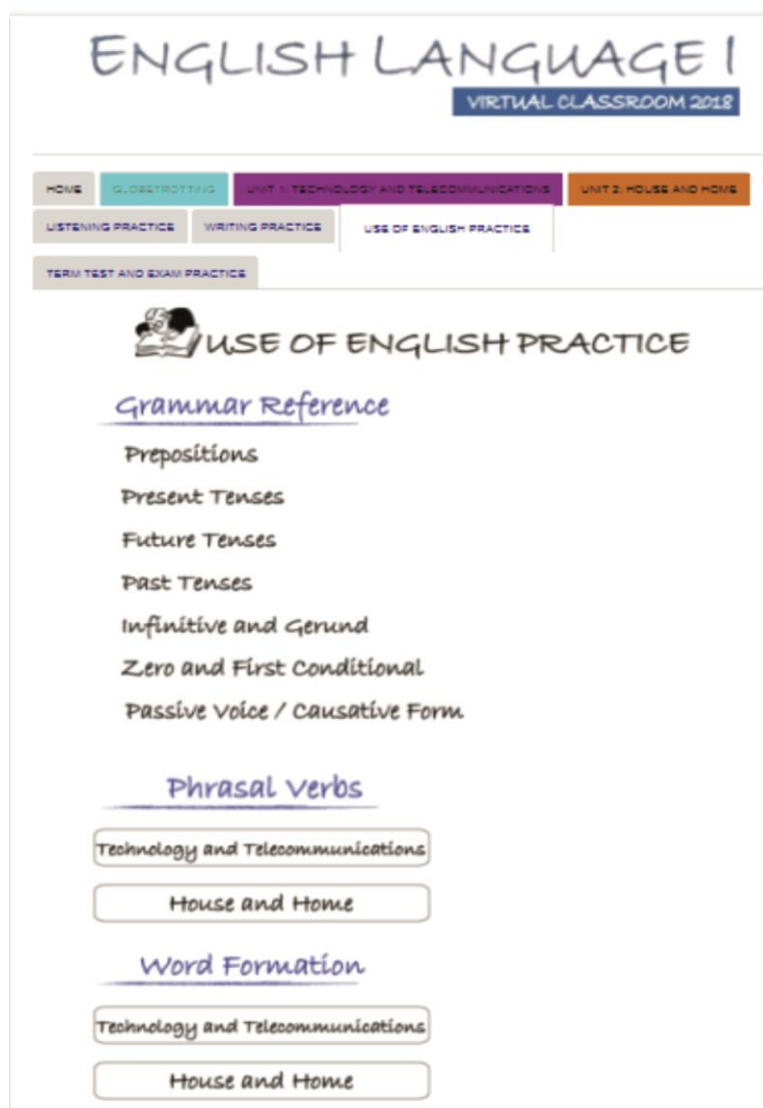 ENGLISH LANGUAGE I
VIRTUAL CLASSROOM 2018
HOME GLOBETROTTING UNIT 1: TECHNOLOGY AND TELECOMMUNICATIONS UNIT 2: HOUSE AND HOME
LISTENING PRACTICE WRITING PRACTICE USE OF ENGLISH PRACTICE
TERM TEST AND EXAM PRACTICE
USE OF ENGLISH PRACTICE
Grammar Reference
Prepositions
Present Tenses
Future Tenses
Past Tenses
Infinitive and Gerund
Zero and First Conditional
Passive Voice / Causative Form
Phrasal Verbs
Technology and Telecommunications
House and Home
Word Formation
Technology and Telecommunications
House and Home